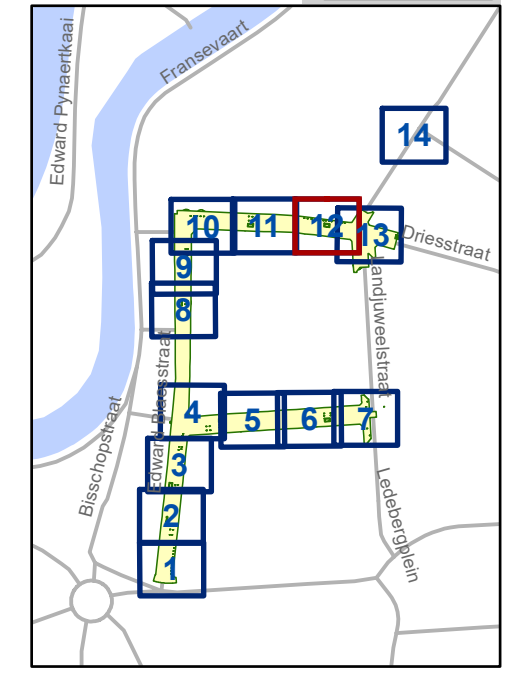 Edward Pynaertkaai
Fransevaart
14
10
11
12
13
Driesstraat
9
Landjuweelstraat
8
Edward Blaesstraat
4
5
6
7
Bisschopstraat
3
Ledebergplein
2
1